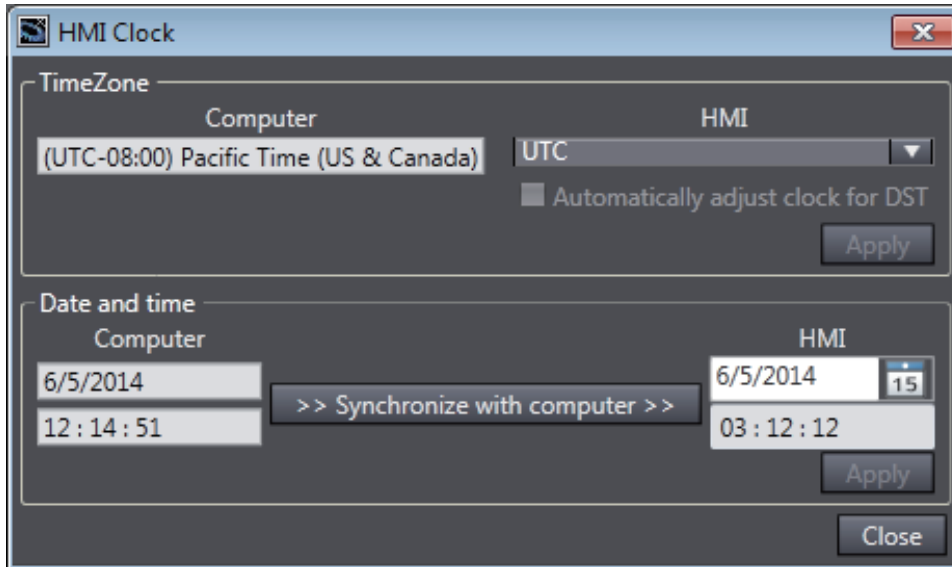 HMI Clock
TimeZone
Computer
HMI
(UTC-08:00) Pacific Time (US & Canada)
UTC
Automatically adjust clock for DST
Apply
Date and time
Computer
HMI
6/5/2014
6/5/2014
15
>> Synchronize with computer >>
12 : 14 : 51
03 : 12 : 12
Apply
Close